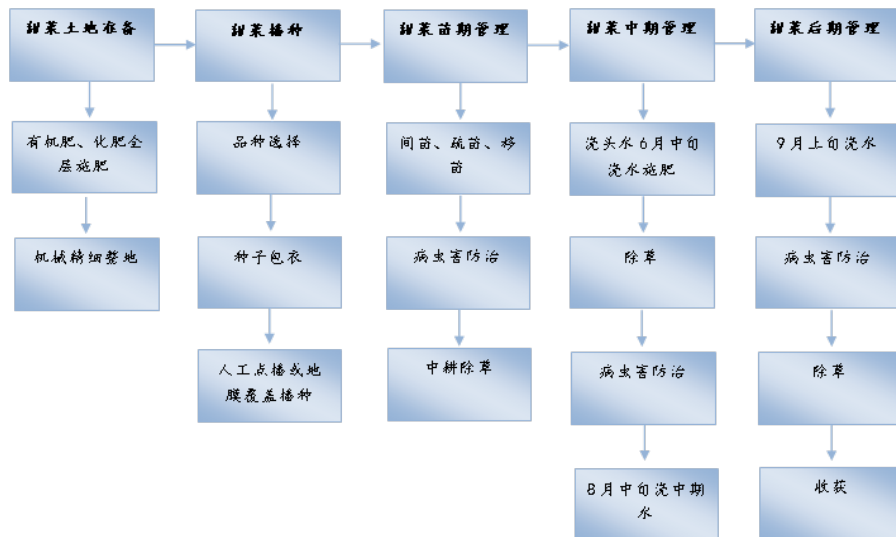 甜菜土地准备
甜菜播种
甜菜苗期管理
甜菜中期管理
甜菜后期管理
有机肥、化肥全
层施肥
品种选择
间苗、硫苗、移
苗
浇头水6月中旬
浇水施肥
9月上旬浇水
机械精细整地
种子包衣
病虫害防治
除草
病虫害防治
人工点播或地
膜覆盖播种
中耕除草
病虫害防治
除草
8月中旬浇中期
水
收获